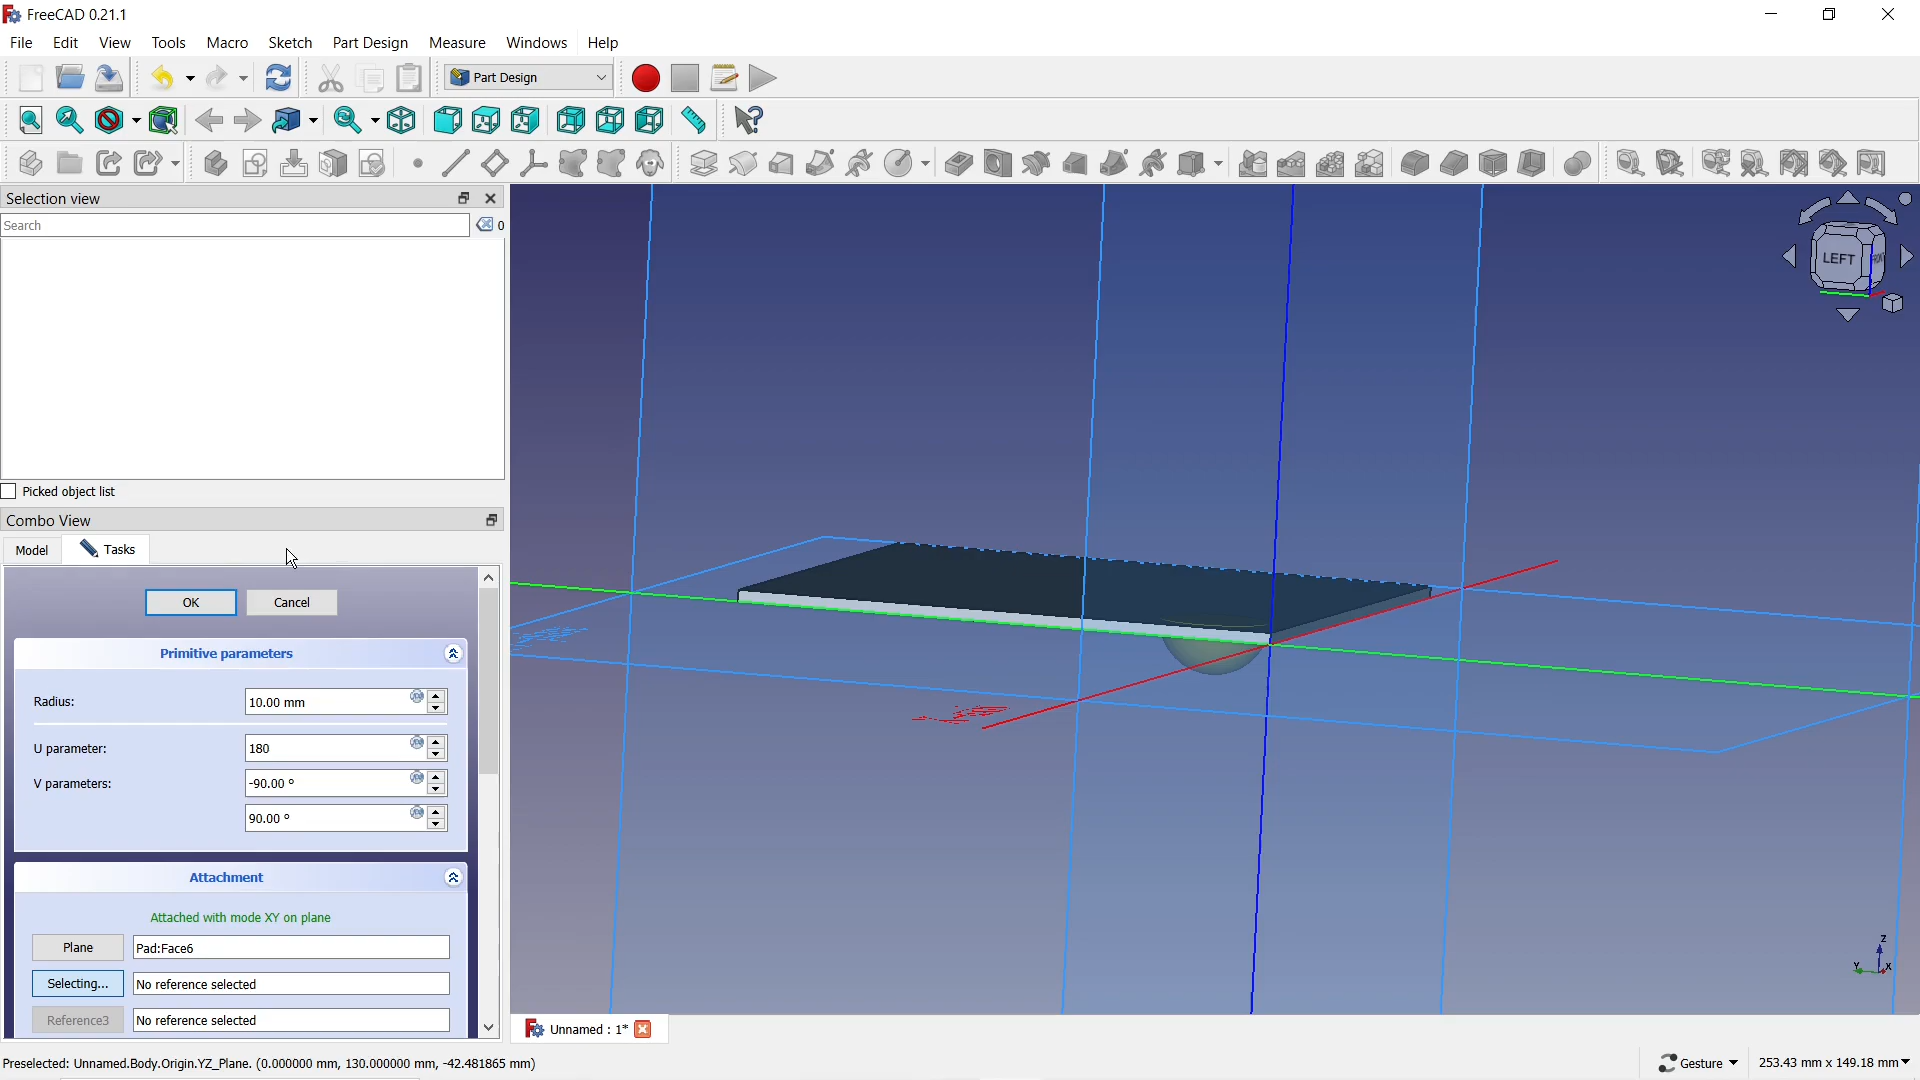 FreeCAD 0.21.1
File Edit View Tools Macro Sketch Part Design Measure Windows Help
Part Design
Selection view
Search
0
Picked object list
Combo View
Model Tasks
OK Cancel
Primitive parameters
Radius: 10.00 mm
U parameter: 180
V parameters: -90.00 °
90.00 °
Attachment
Attached with mode XY on plane
Plane Pad:Face6
Selecting... No reference selected
Reference3 No reference selected
LEFT
Z
Y X
Unnamed : 1*
Preselected: Unnamed.Body.Origin.YZ_Plane. (0.000000 mm, 130.000000 mm, -42.481865 mm)
Gesture 253.43 mm x 149.18 mm